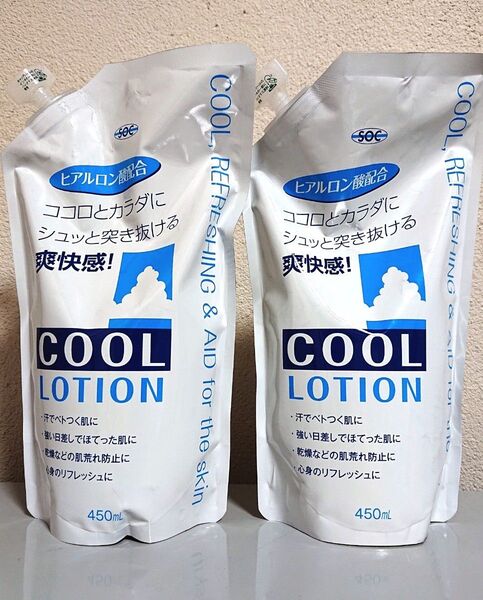 SOC
ヒアルロン酸配合
ココロとカラダに
シュッと突き抜ける
爽快感!
COOL
LOTION
・汗でベトつく肌に
・強い日差しでほてった肌に
・乾燥などの肌荒れ防止に
・心身のリフレッシュに
450mL
COOL, REFRESHING & AID for the skin
SOC
ヒアルロン酸配合
ココロとカラダに
シュッと突き抜ける
爽快感!
COOL
LOTION
・汗でベトつく肌に
・強い日差しでほてった肌に
・乾燥などの肌荒れ防止に
・心身のリフレッシュに
450mL
COOL, REFRESHING & AID for the skin